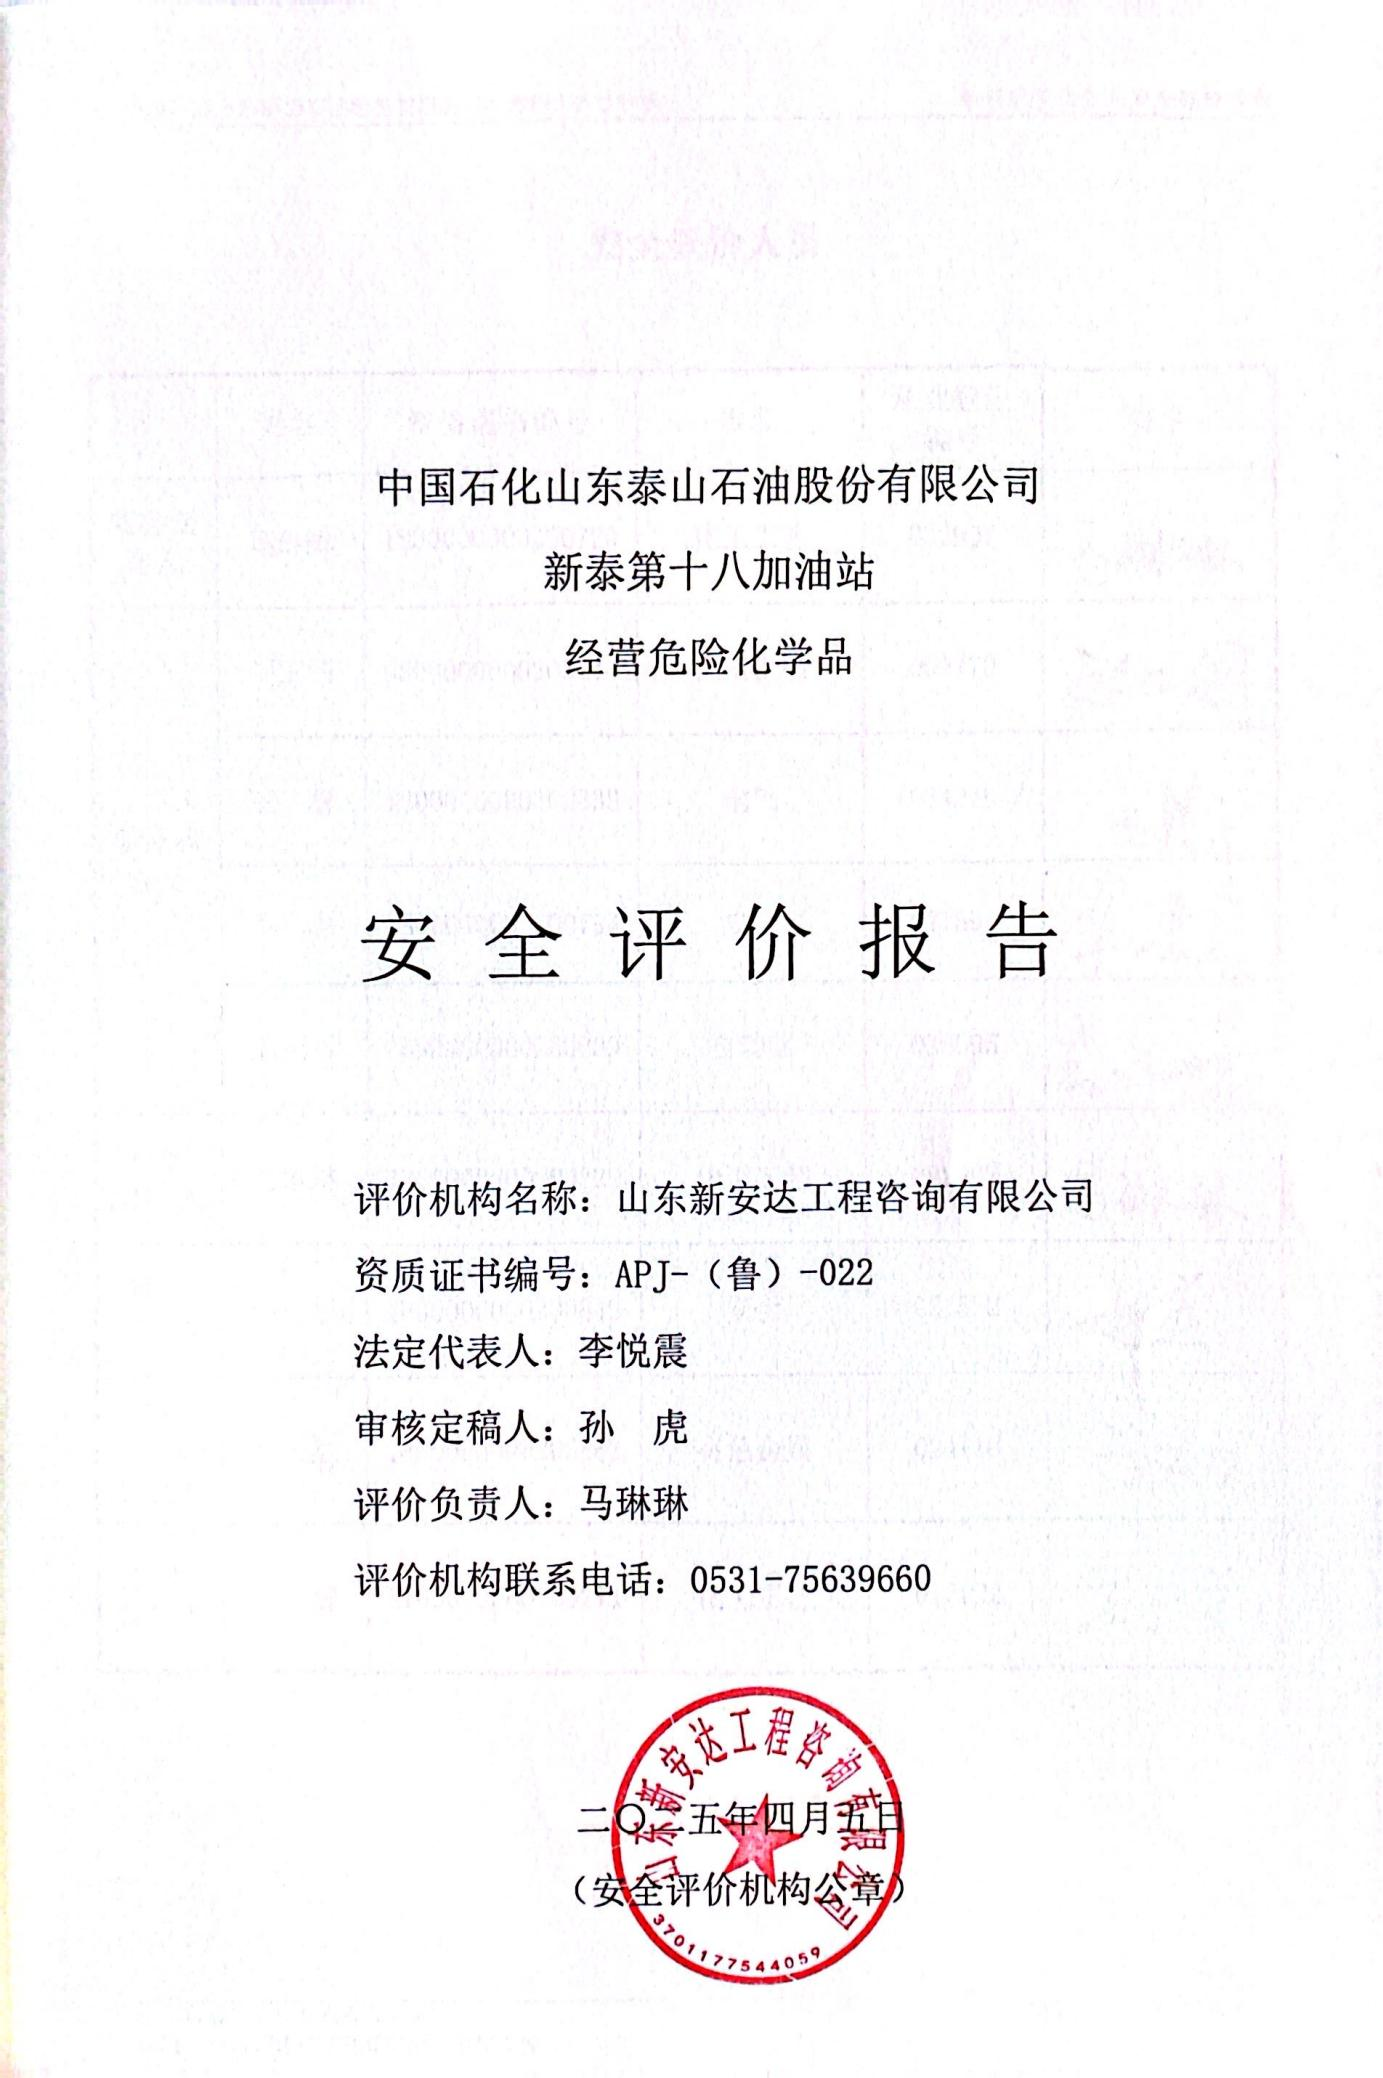 中国石化山东泰山石油股份有限公司
新泰第十八加油站
经营危险化学品
安全评价报告
评价机构名称：山东新安达工程咨询有限公司
资质证书编号：APJ-（鲁）-022
法定代表人：李悦震
审核定稿人：孙　虎
评价负责人：马琳琳
评价机构联系电话：0531-75639660
山东新安达工程咨询有限公司
二〇二五年四月五日
（安全评价机构公章）
3701177544059